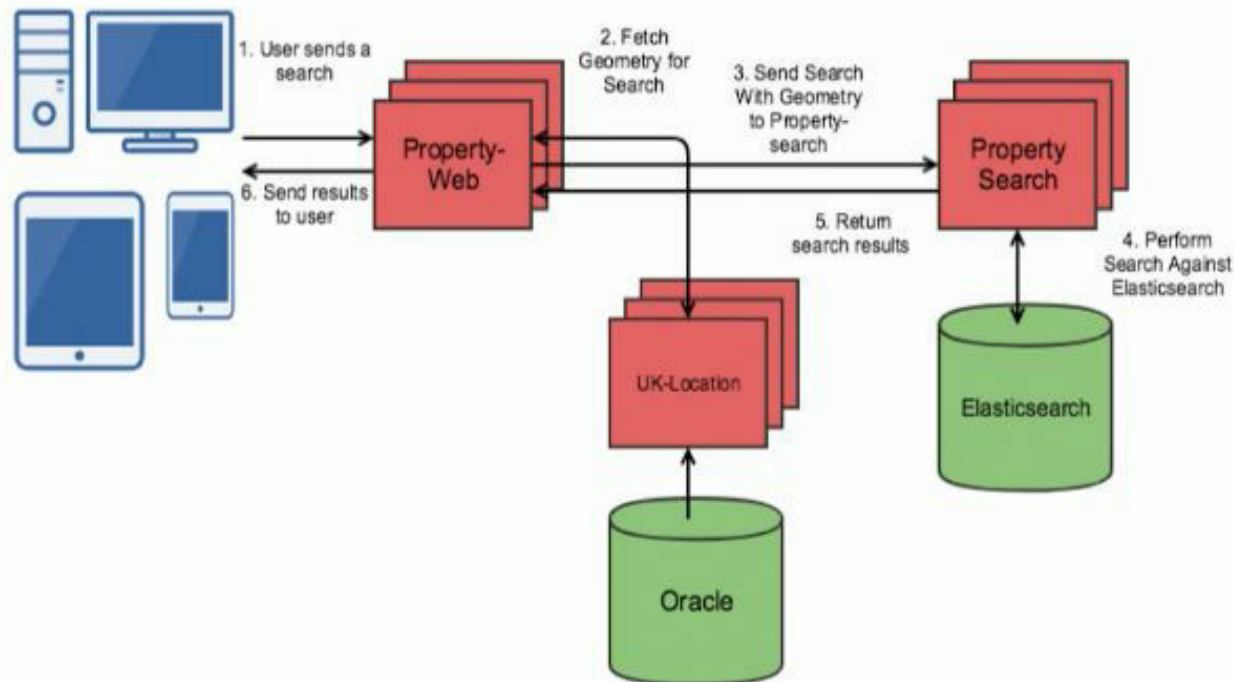 1. User sends a
search
2. Fetch
Geometry for
Search
3. Send Search
With Geometry
to Property-
search
Property-
Web
Property
Search
6. Send results
to user
5. Return
search results
4. Perform
Search Against
Elasticsearch
UK-Location
Elasticsearch
Oracle